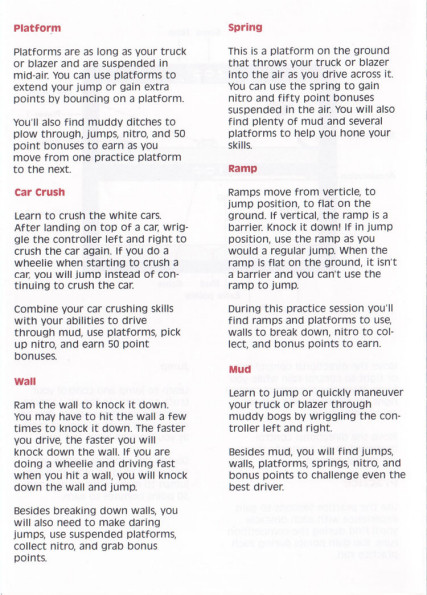 Platform
Platforms are as long as your truck
or blazer and are suspended in
mid-air. You can use platforms to
extend your jump or gain extra
points by bouncing on a platform.
You'll also find muddy ditches to
plow through, jumps, nitro, and 50
point bonuses to earn as you
move from one practice platform
to the next.
Car Crush
Learn to crush the white cars.
After landing on top of a car, wrig-
gle the controller left and right to
crush the car again. If you do a
wheelie when starting to crush a
car, you will jump instead of con-
tinuing to crush the car.
Combine your car crushing skills
with your abilities to drive
through mud, use platforms, pick
up nitro, and earn 50 point
bonuses.
Wall
Ram the wall to knock it down.
You may have to hit the wall a few
times to knock it down. The faster
you drive, the faster you will
knock down the wall. If you are
doing a wheelie and driving fast
when you hit a wall, you will knock
down the wall and jump.
Besides breaking down walls, you
will also need to make daring
jumps, use suspended platforms,
collect nitro, and grab bonus
points.
Spring
This is a platform on the ground
that throws your truck or blazer
into the air as you drive across it.
You can use the spring to gain
nitro and fifty point bonuses
suspended in the air. You will also
find plenty of mud and several
platforms to help you hone your
skills.
Ramp
Ramps move from verticle, to
jump position, to flat on the
ground. If vertical, the ramp is a
barrier. Knock it down! If in jump
position, use the ramp as you
would a regular jump. When the
ramp is flat on the ground, it isn't
a barrier and you can't use the
ramp to jump.
During this practice session you'll
find ramps and platforms to use,
walls to break down, nitro to col-
lect, and bonus points to earn.
Mud
Learn to jump or quickly maneuver
your truck or blazer through
muddy bogs by wriggling the con-
troller left and right.
Besides mud, you will find jumps,
walls, platforms, springs, nitro, and
bonus points to challenge even the
best driver.